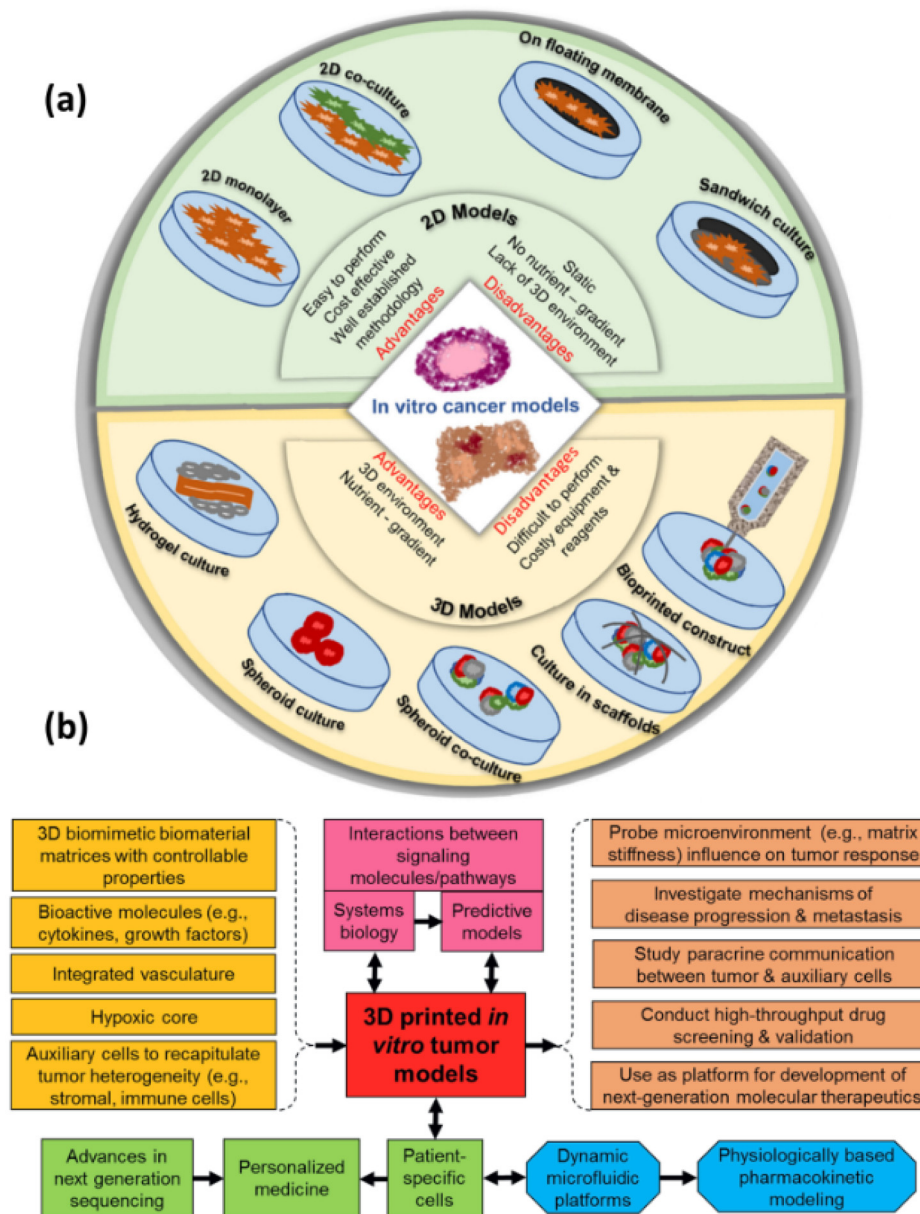 (a)
2D monolayer
2D co-culture
On floating membrane
Sandwich culture
2D Models
Easy to perform
Cost effective
Well established
methodology
Advantages
Static
No nutrient – gradient
Lack of 3D environment
Disadvantages
In vitro cancer models
Advantages
3D environment
Nutrient - gradient
Disadvantages
Difficult to perform
Costly equipment &
reagents
3D Models
Hydrogel culture
Spheroid culture
Spheroid co-culture
Culture in scaffolds
Bioprinted construct
(b)
3D biomimetic biomaterial
matrices with controllable
properties
Bioactive molecules (e.g.,
cytokines, growth factors)
Integrated vasculature
Hypoxic core
Auxiliary cells to recapitulate
tumor heterogeneity (e.g.,
stromal, immune cells)
Interactions between
signaling
molecules/pathways
Systems
biology
Predictive
models
3D printed in
vitro tumor
models
Probe microenvironment (e.g., matrix
stiffness) influence on tumor response
Investigate mechanisms of
disease progression & metastasis
Study paracrine communication
between tumor & auxiliary cells
Conduct high-throughput drug
screening & validation
Use as platform for development of
next-generation molecular therapeutics
Advances in
next generation
sequencing
Personalized
medicine
Patient-
specific
cells
Dynamic
microfluidic
platforms
Physiologically based
pharmacokinetic
modeling